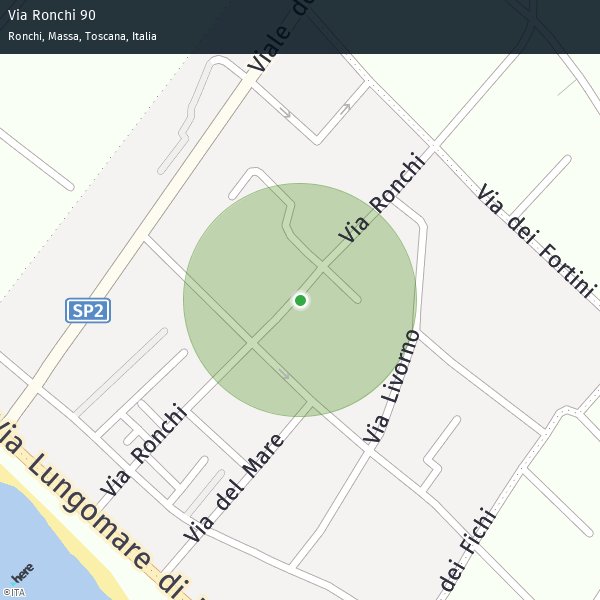 Via Ronchi 90
Ronchi, Massa, Toscana, Italia
Viale
Via Ronchi
Via dei Fortini
SP2
Via Livorno
Via Ronchi
Via del Mare
Via Lungomare di
dei Fichi
here
©ITA